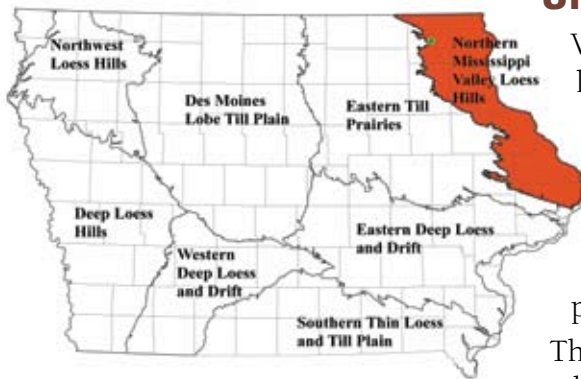 Northwest
Loess Hills
Des Moines
Lobe Till Plain
Eastern Till
Prairies
Northern
Mississippi
Valley Loess
Hills
Deep Loess
Hills
Western
Deep Loess
and Drift
Eastern Deep Loess
and Drift
Southern Thin Loess
and Till Plain
Th